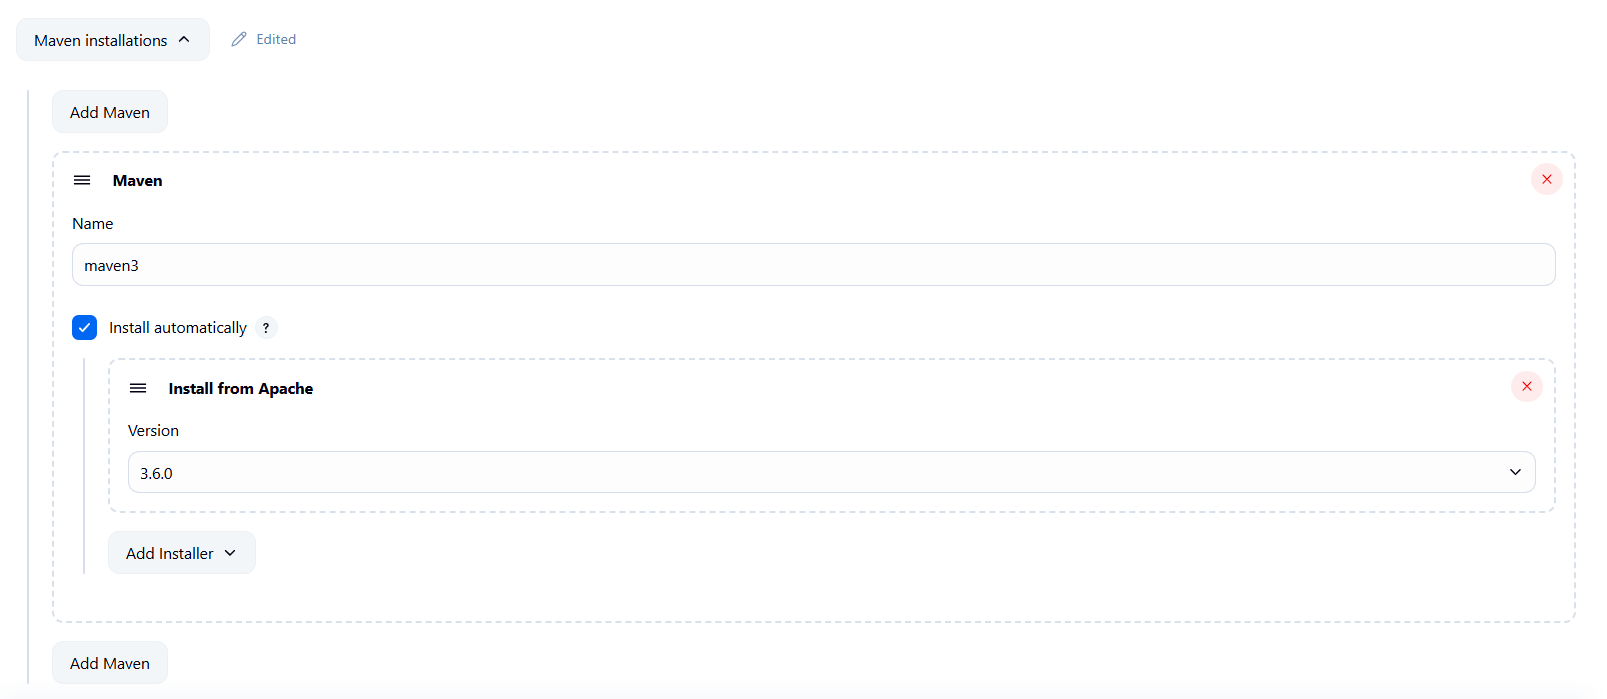 Maven installations
Edited
Add Maven
Maven
Name
maven3
Install automatically ?
Install from Apache
Version
3.6.0
Add Installer
Add Maven